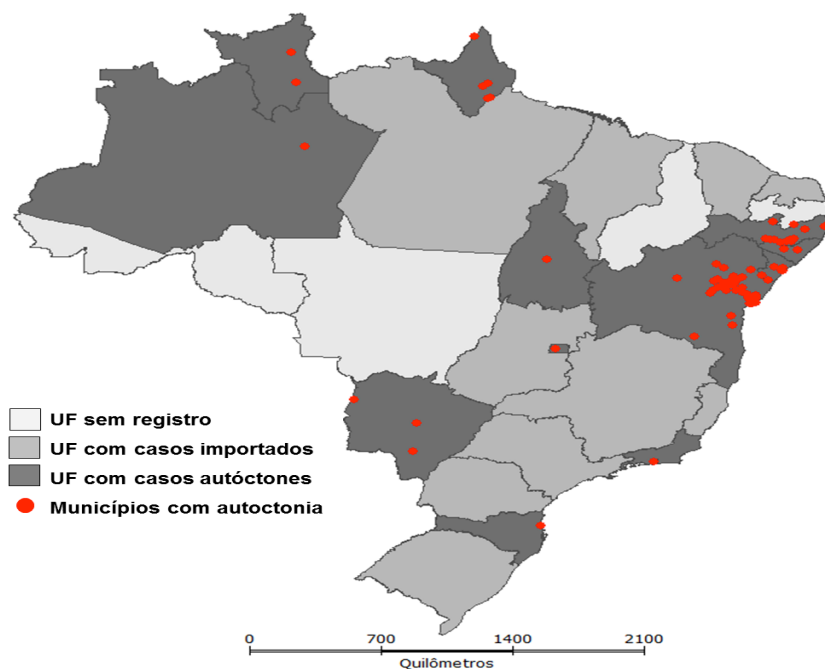 UF sem registro
UF com casos importados
UF com casos autóctones
Municípios com autoctonia
0 700 1400 2100
Quilômetros